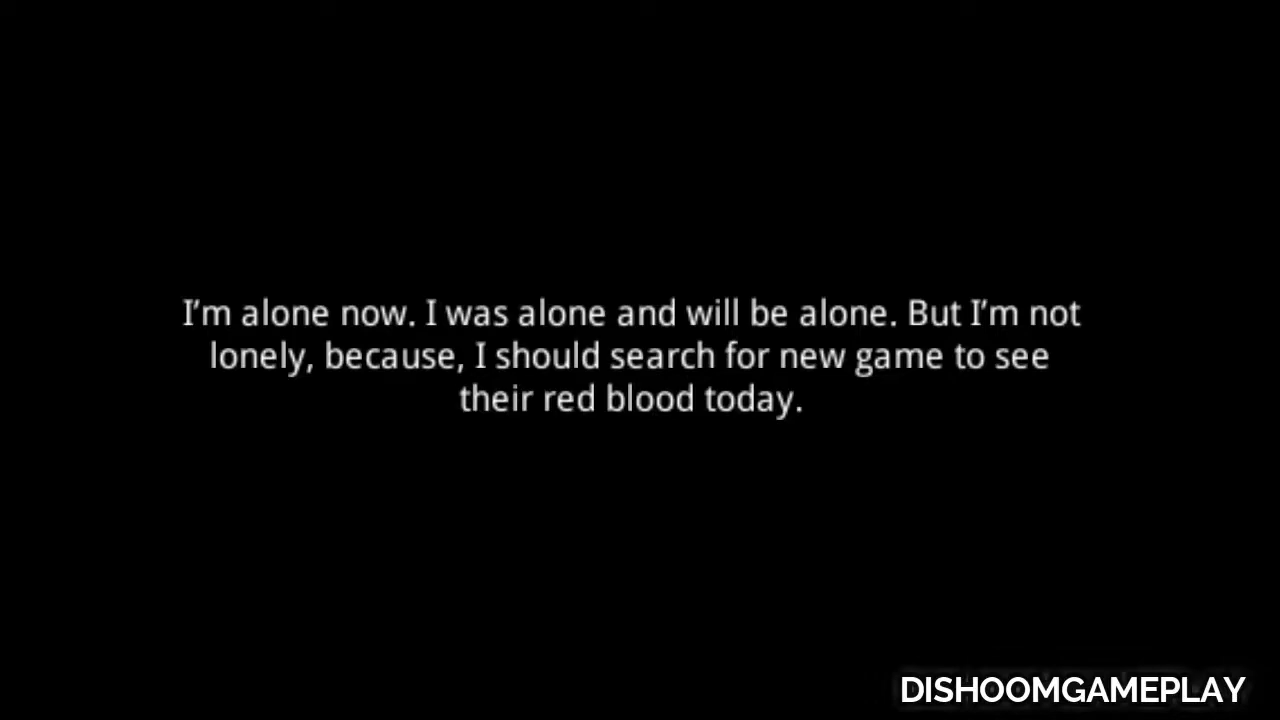 I’m alone now. I was alone and will be alone. But I’m not
lonely, because, I should search for new game to see
their red blood today.
DISHOOMGAMEPLAY